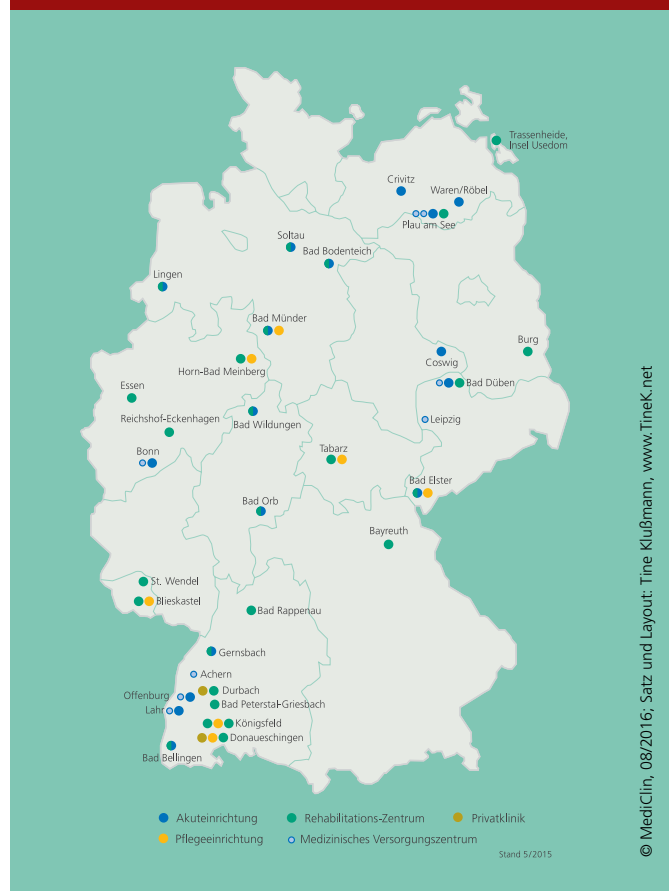 Trassenheide,
Insel Usedom
Crivitz
Waren/Röbel
Plau am See
Soltau
Bad Bodenteich
Lingen
Bad Münder
Burg
Coswig
Horn-Bad Meinberg
Bad Düben
Essen
Reichshof-Eckenhagen
Bad Wildungen
Leipzig
Bonn
Tabarz
Bad Elster
Bad Orb
Bayreuth
St. Wendel
Blieskastel
Bad Rappenau
Gernsbach
Achern
Durbach
Offenburg
Bad Peterstal-Griesbach
Lahr
Königsfeld
Donaueschingen
Bad Bellingen
Akuteinrichtung
Rehabilitations-Zentrum
Privatklinik
Pflegeeinrichtung
Medizinisches Versorgungszentrum
Stand 5/2015
© MediClin, 08/2016; Satz und Layout: Tine Klußmann, www.TineK.net